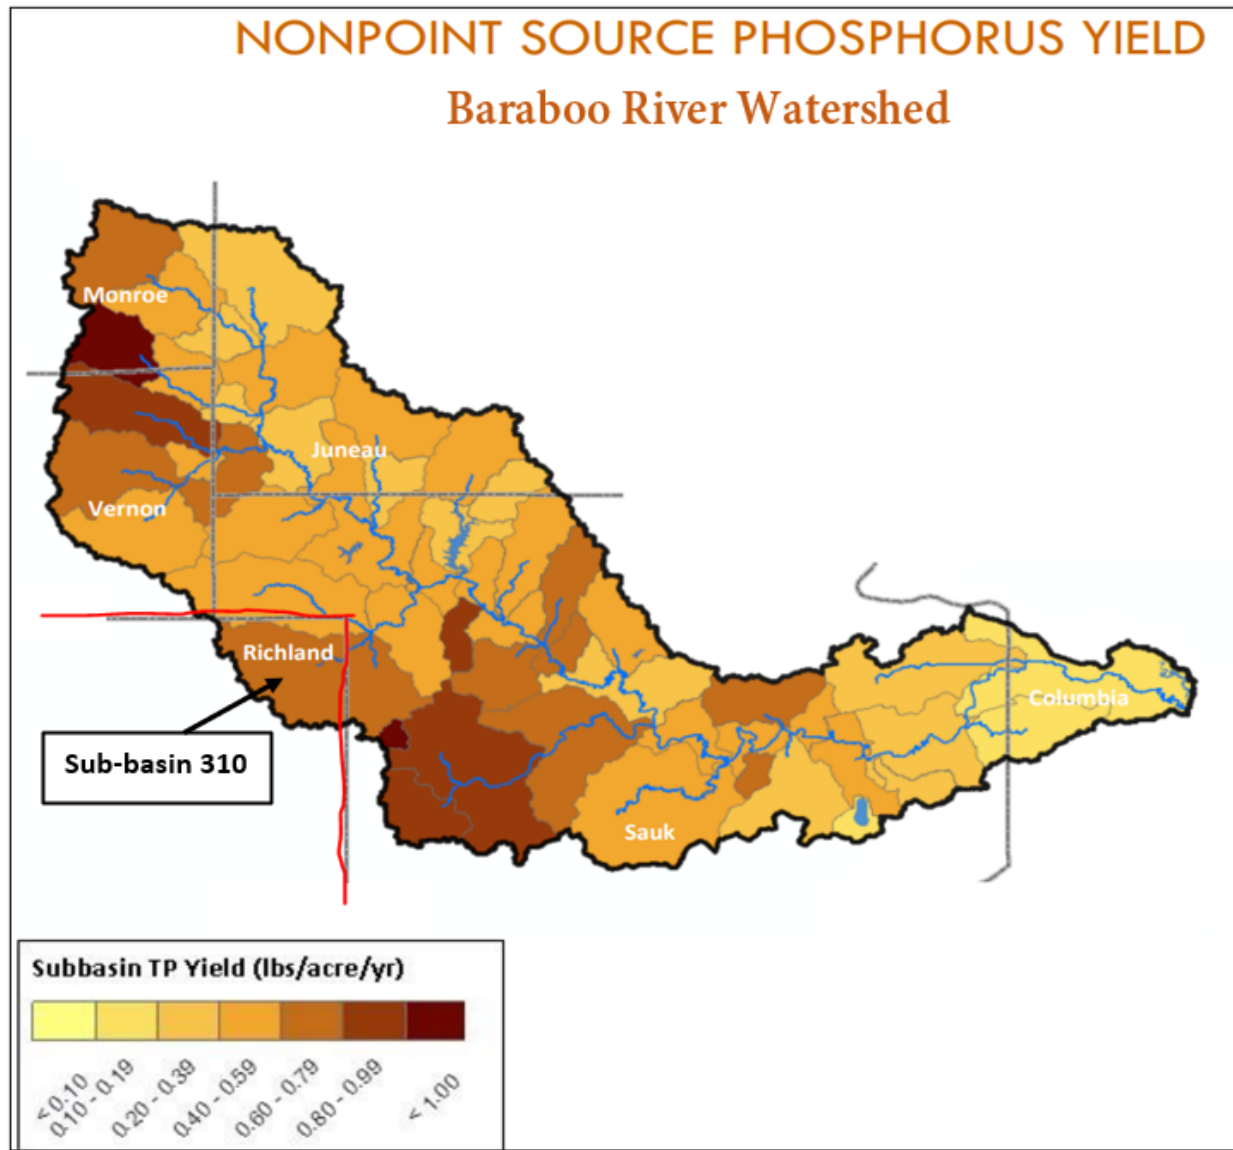 NONPOINT SOURCE PHOSPHORUS YIELD
Baraboo River Watershed
Monroe
Juneau
Vernon
Richland
Columbia
Sub-basin 310
Sauk
Subbasin TP Yield (lbs/acre/yr)
< 0.10
0.10 - 0.19
0.20 - 0.39
0.40 - 0.59
0.60 - 0.79
0.80 - 0.99
< 1.00